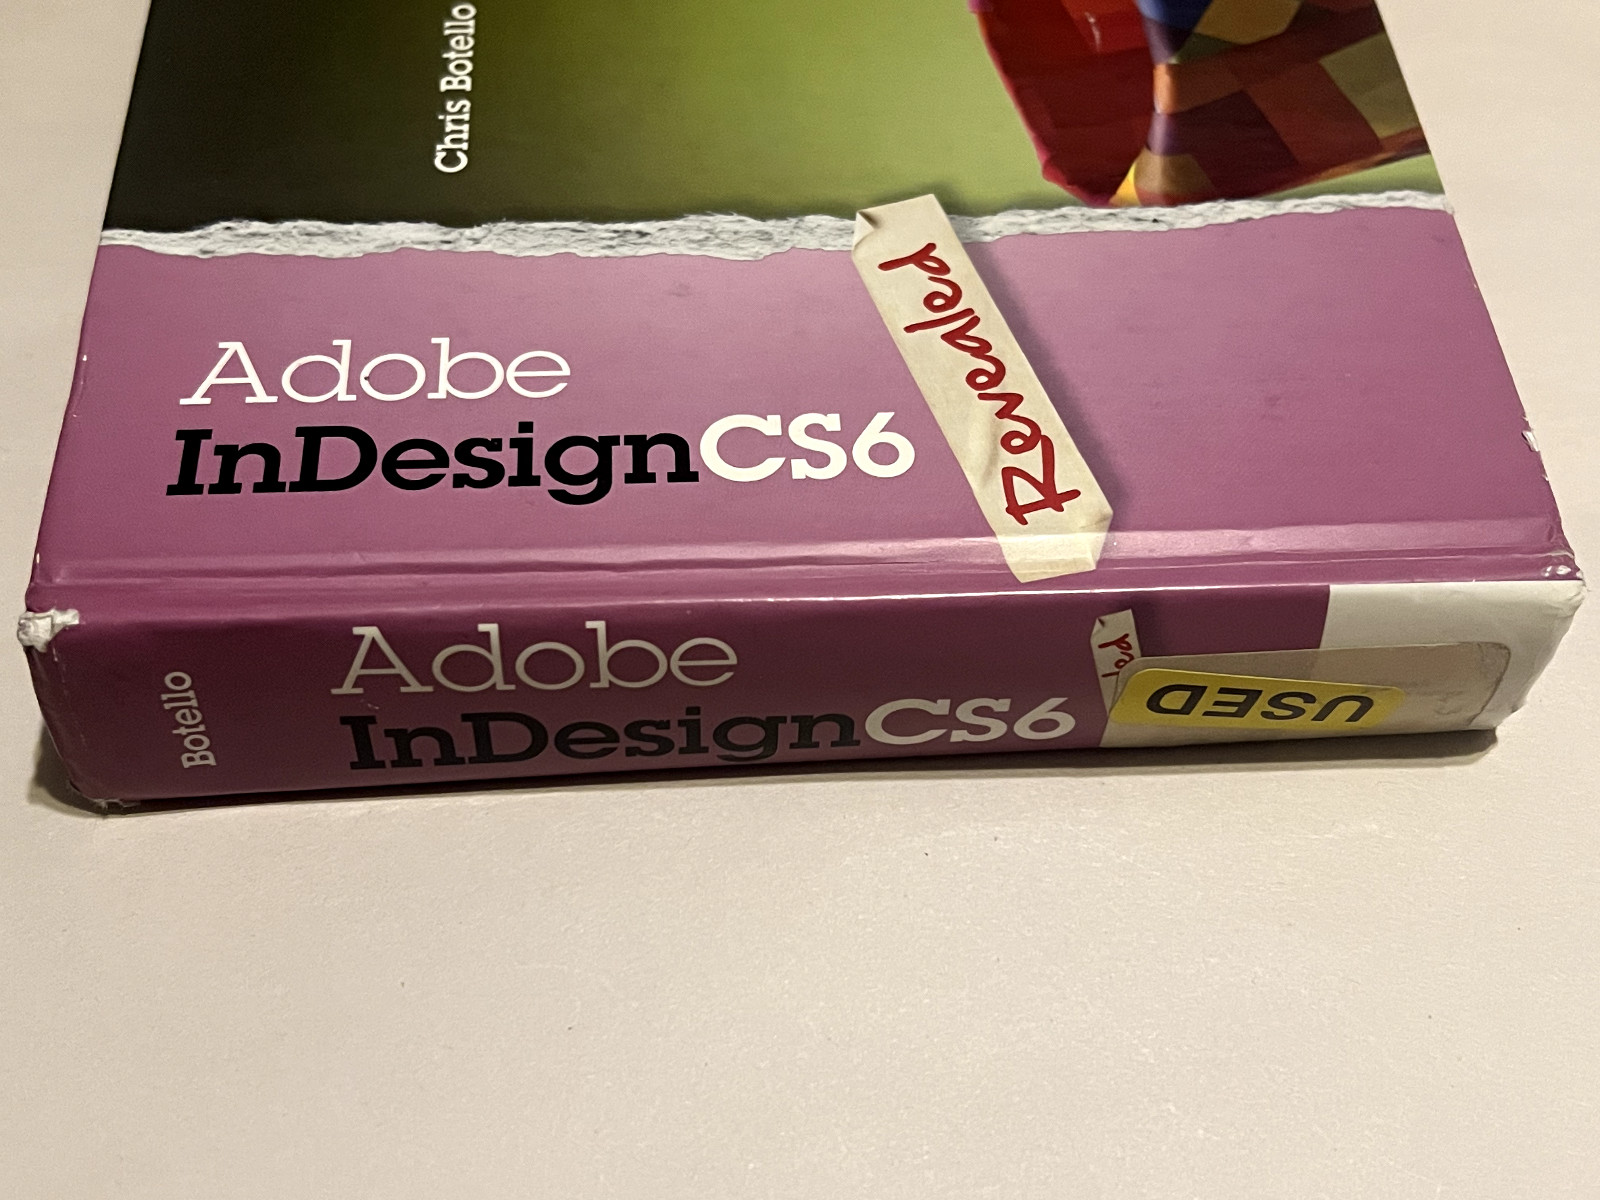 Chris Botello
Adobe
InDesignCS6
Revealed
Botello
Adobe
InDesignCS6
USED